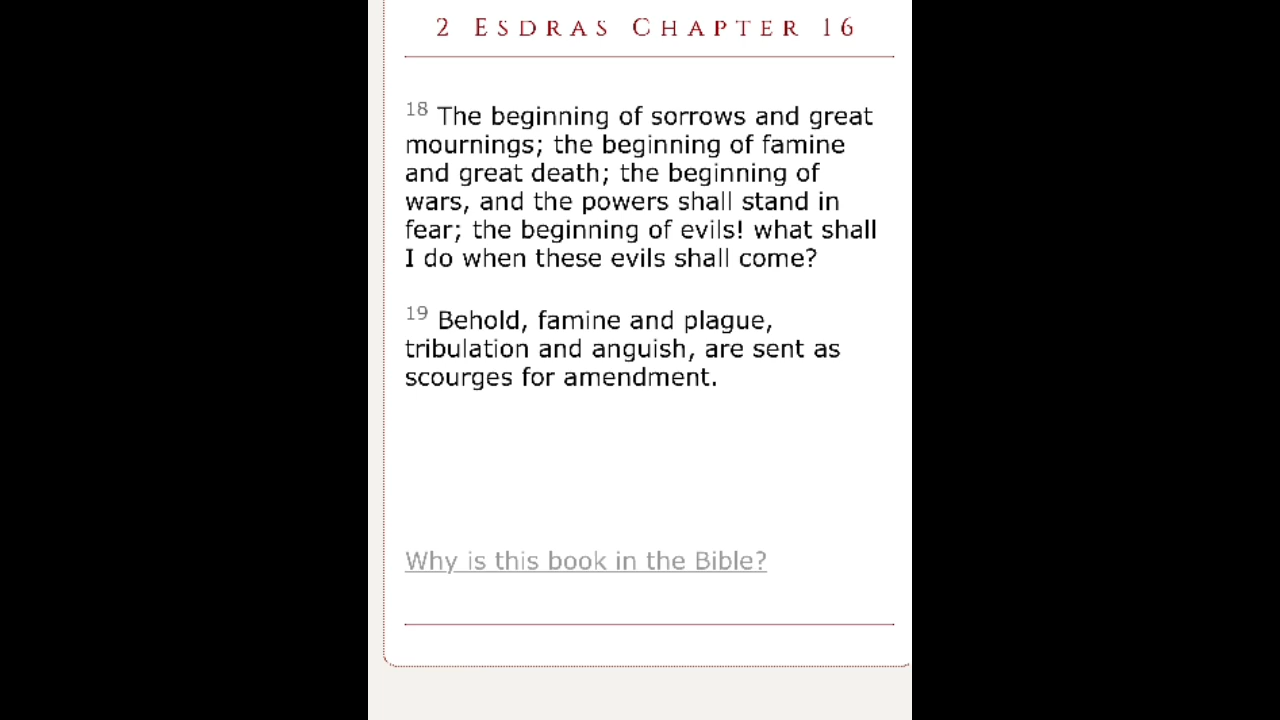 2 Esdras Chapter 16
18 The beginning of sorrows and great
mournings; the beginning of famine
and great death; the beginning of
wars, and the powers shall stand in
fear; the beginning of evils! what shall
I do when these evils shall come?
19 Behold, famine and plague,
tribulation and anguish, are sent as
scourges for amendment.
Why is this book in the Bible?